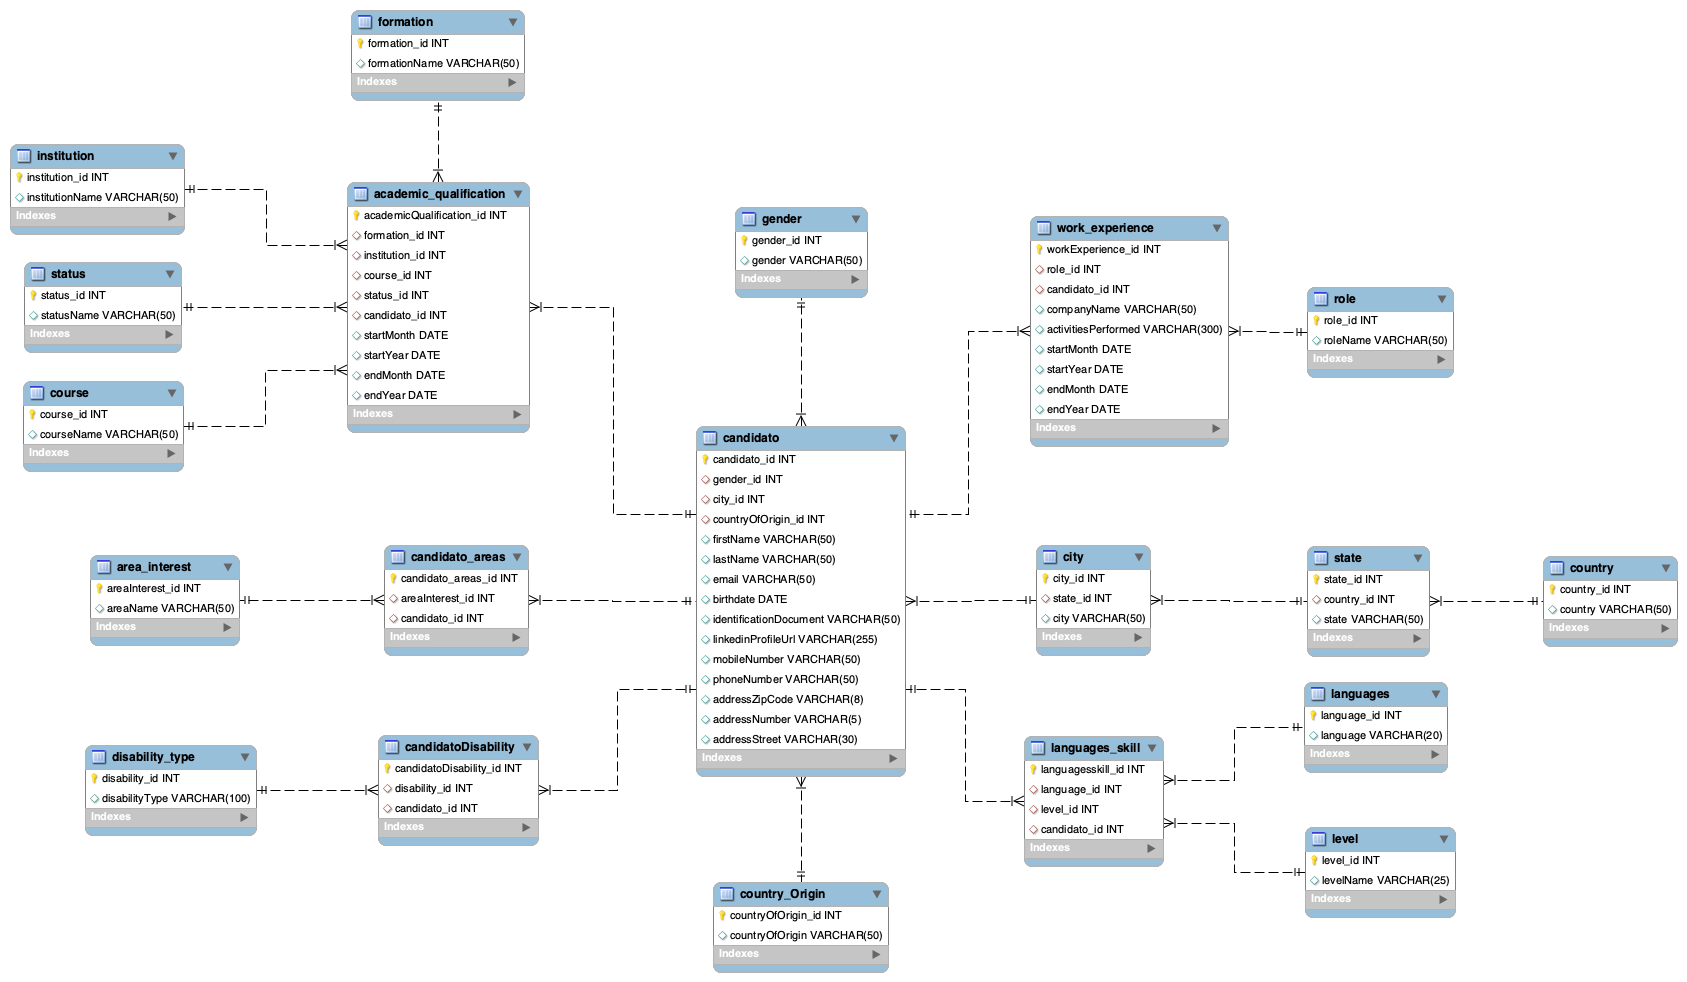 formation
formation_id INT
formationName VARCHAR(50)
Indexes
institution
institution_id INT
institutionName VARCHAR(50)
Indexes
status
status_id INT
statusName VARCHAR(50)
Indexes
course
course_id INT
courseName VARCHAR(50)
Indexes
academic_qualification
academicQualification_id INT
formation_id INT
institution_id INT
course_id INT
status_id INT
candidato_id INT
startMonth DATE
startYear DATE
endMonth DATE
endYear DATE
Indexes
gender
gender_id INT
gender VARCHAR(50)
Indexes
work_experience
workExperience_id INT
role_id INT
candidato_id INT
companyName VARCHAR(50)
activitiesPerformed VARCHAR(300)
startMonth DATE
startYear DATE
endMonth DATE
endYear DATE
Indexes
role
role_id INT
roleName VARCHAR(50)
Indexes
candidato
candidato_id INT
gender_id INT
city_id INT
countryOfOrigin_id INT
firstName VARCHAR(50)
lastName VARCHAR(50)
email VARCHAR(50)
birthdate DATE
identificationDocument VARCHAR(50)
linkedinProfileUrl VARCHAR(255)
mobileNumber VARCHAR(50)
phoneNumber VARCHAR(50)
addressZipCode VARCHAR(8)
addressNumber VARCHAR(5)
addressStreet VARCHAR(30)
Indexes
area_interest
areaInterest_id INT
areaName VARCHAR(50)
Indexes
candidato_areas
candidato_areas_id INT
areaInterest_id INT
candidato_id INT
Indexes
city
city_id INT
state_id INT
city VARCHAR(50)
Indexes
state
state_id INT
country_id INT
state VARCHAR(50)
Indexes
country
country_id INT
country VARCHAR(50)
Indexes
disability_type
disability_id INT
disabilityType VARCHAR(100)
Indexes
candidatoDisability
candidatoDisability_id INT
disability_id INT
candidato_id INT
Indexes
languages_skill
languagesskill_id INT
language_id INT
level_id INT
candidato_id INT
Indexes
languages
language_id INT
language VARCHAR(20)
Indexes
level
level_id INT
levelName VARCHAR(25)
Indexes
country_Origin
countryOfOrigin_id INT
countryOfOrigin VARCHAR(50)
Indexes